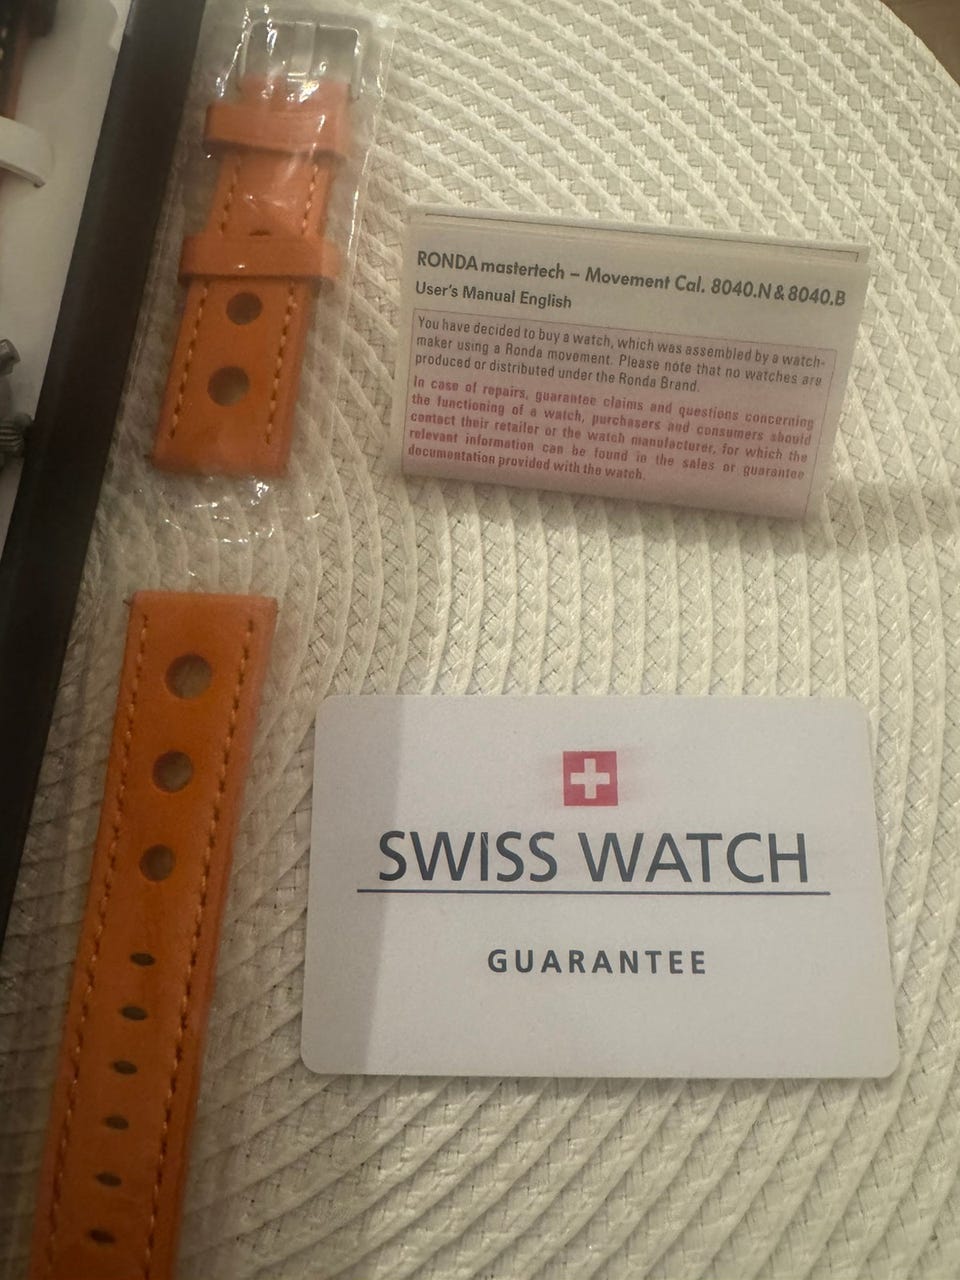 RONDA mastertech – Movement Cal. 8040.N & 8040.B
User's Manual English
You have decided to buy a watch, which was assembled by a watch-
maker using a Ronda movement. Please note that no watches are
produced or distributed under the Ronda Brand.
In case of repairs, guarantee claims and questions concerning
the functioning of a watch, purchasers and consumers should
contact their retailer or the watch manufacturer, for which the
relevant information can be found in the sales or guarantee
documentation provided with the watch.
SWISS WATCH
GUARANTEE